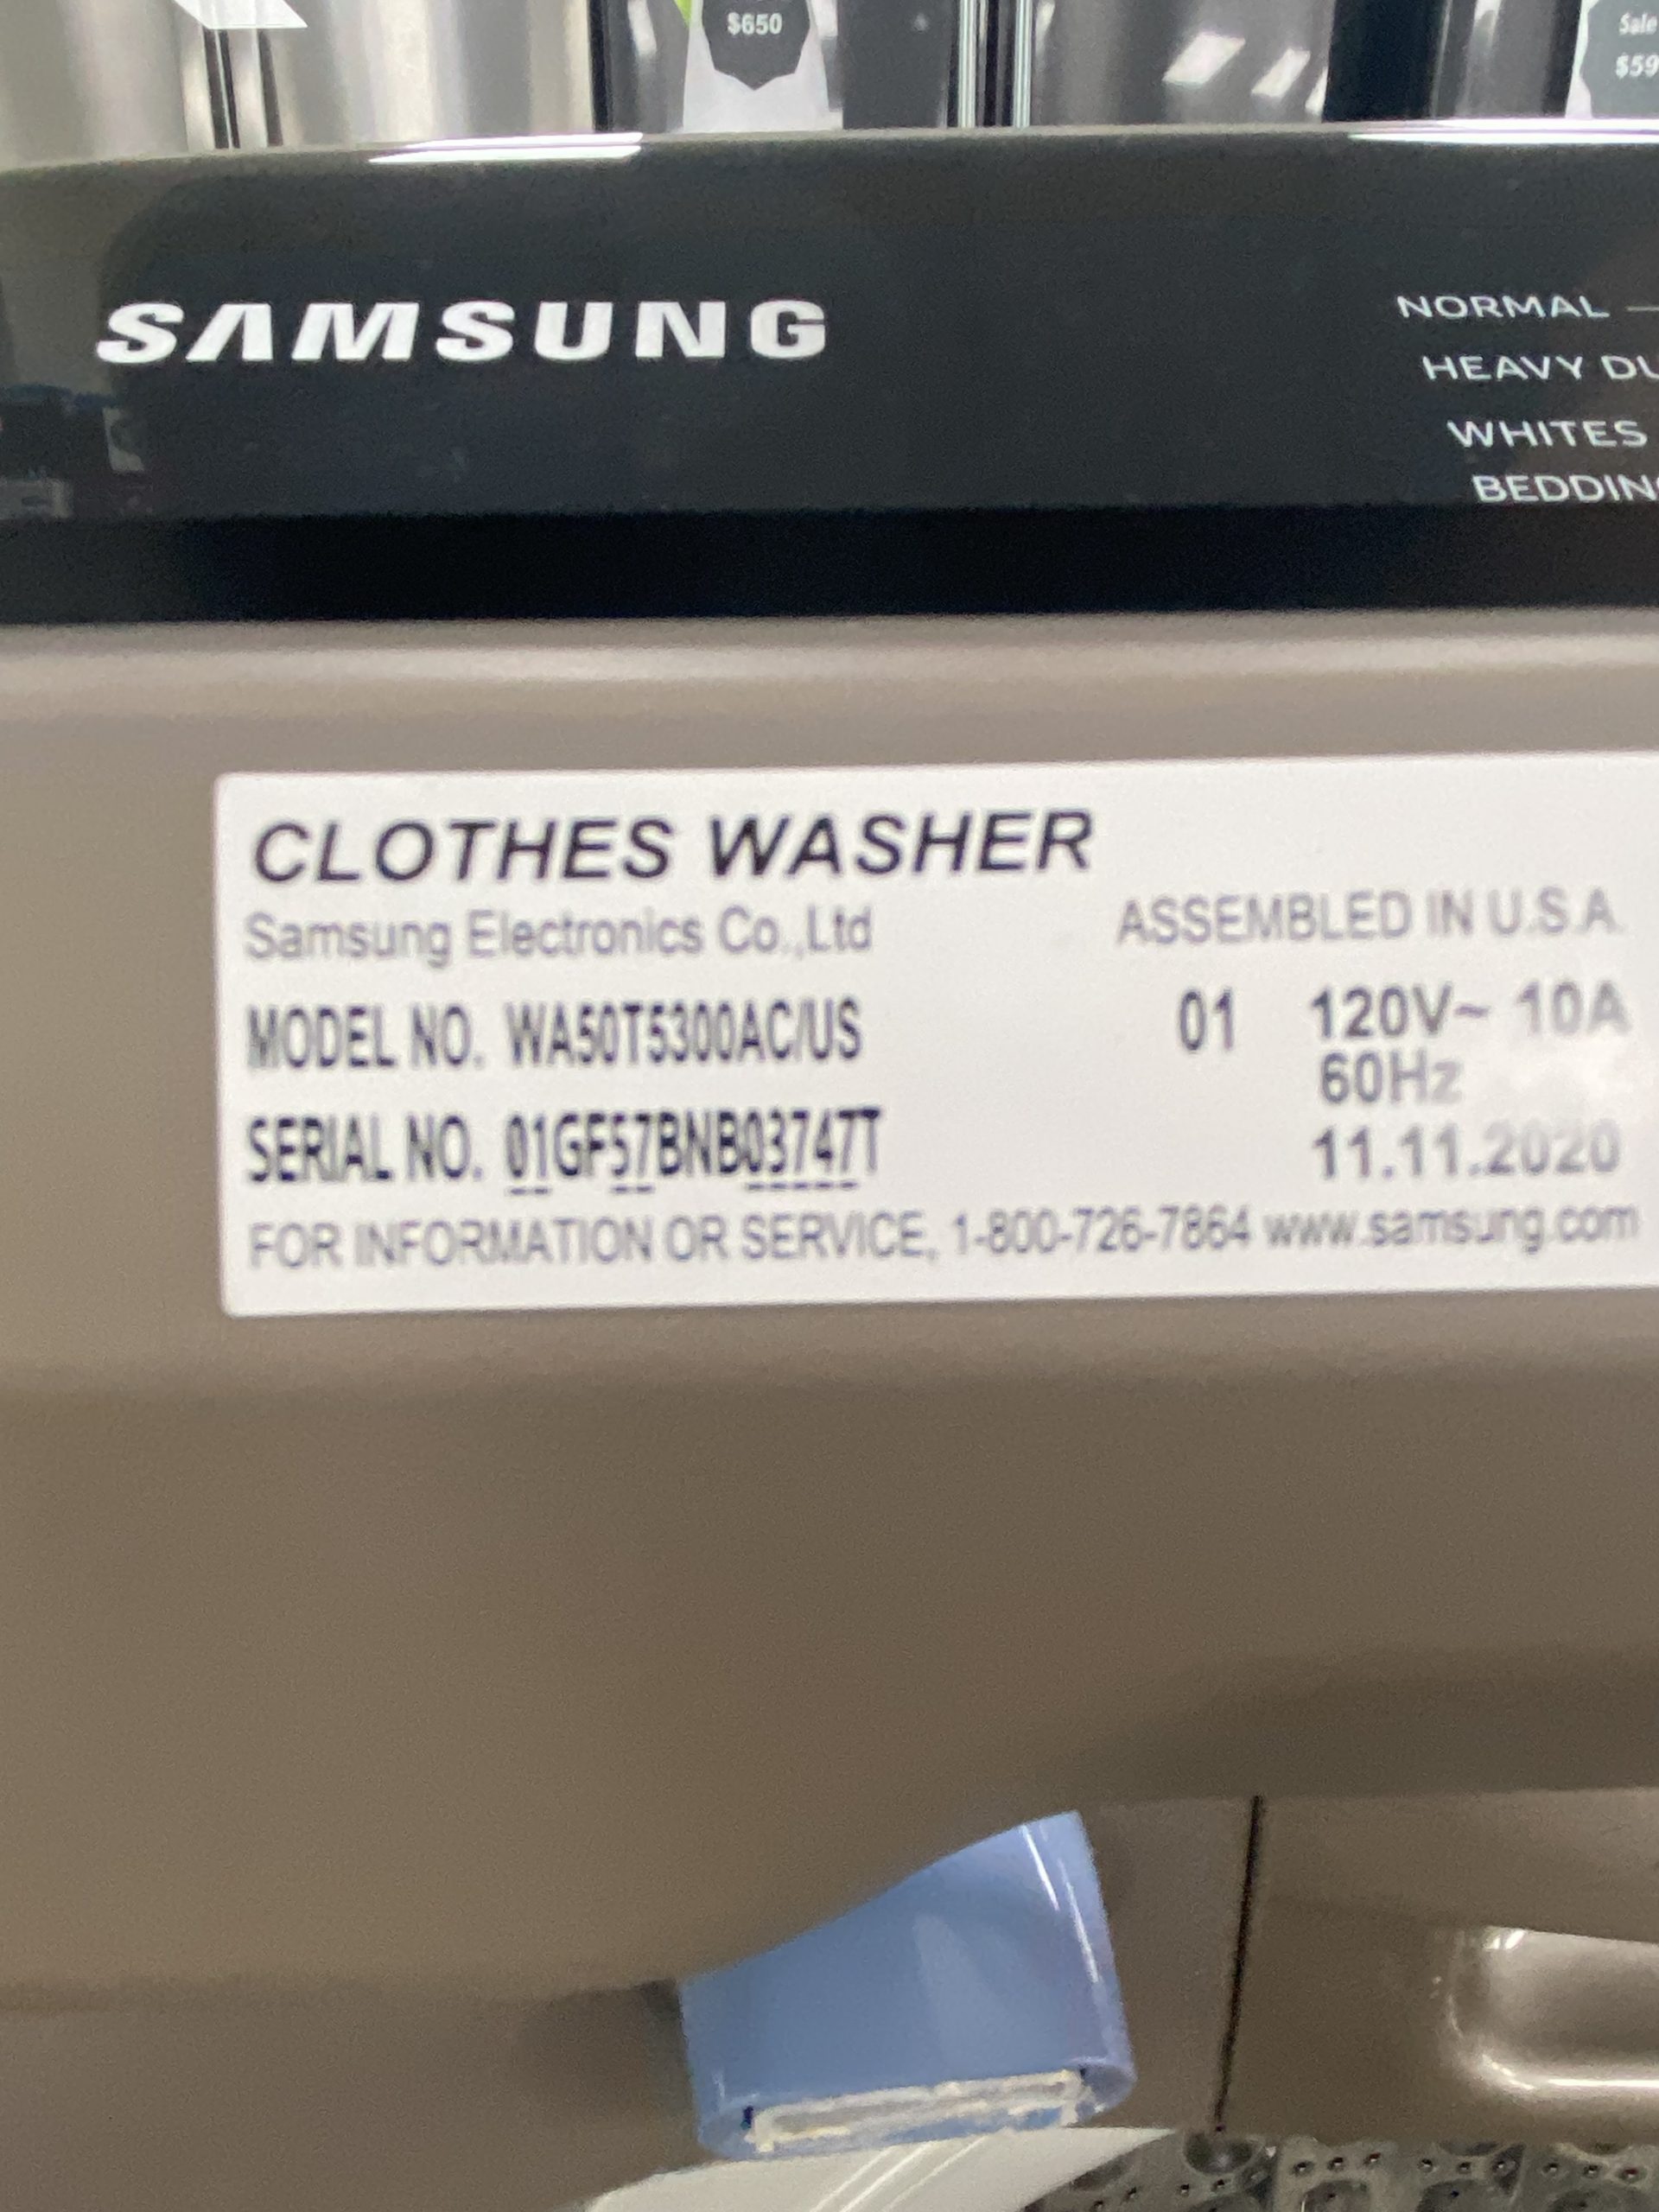 $650
Sale
$59
SAMSUNG
NORMAL
HEAVY DU
WHITES
BEDDING
CLOTHES WASHER
Samsung Electronics Co.,Ltd
ASSEMBLED IN U.S.A.
MODEL NO. WA50T5300AC/US
01 120V~ 10A
60Hz
SERIAL NO. 01GF57BNB03747T
11.11.2020
FOR INFORMATION OR SERVICE, 1-800-726-7864 www.samsung.com